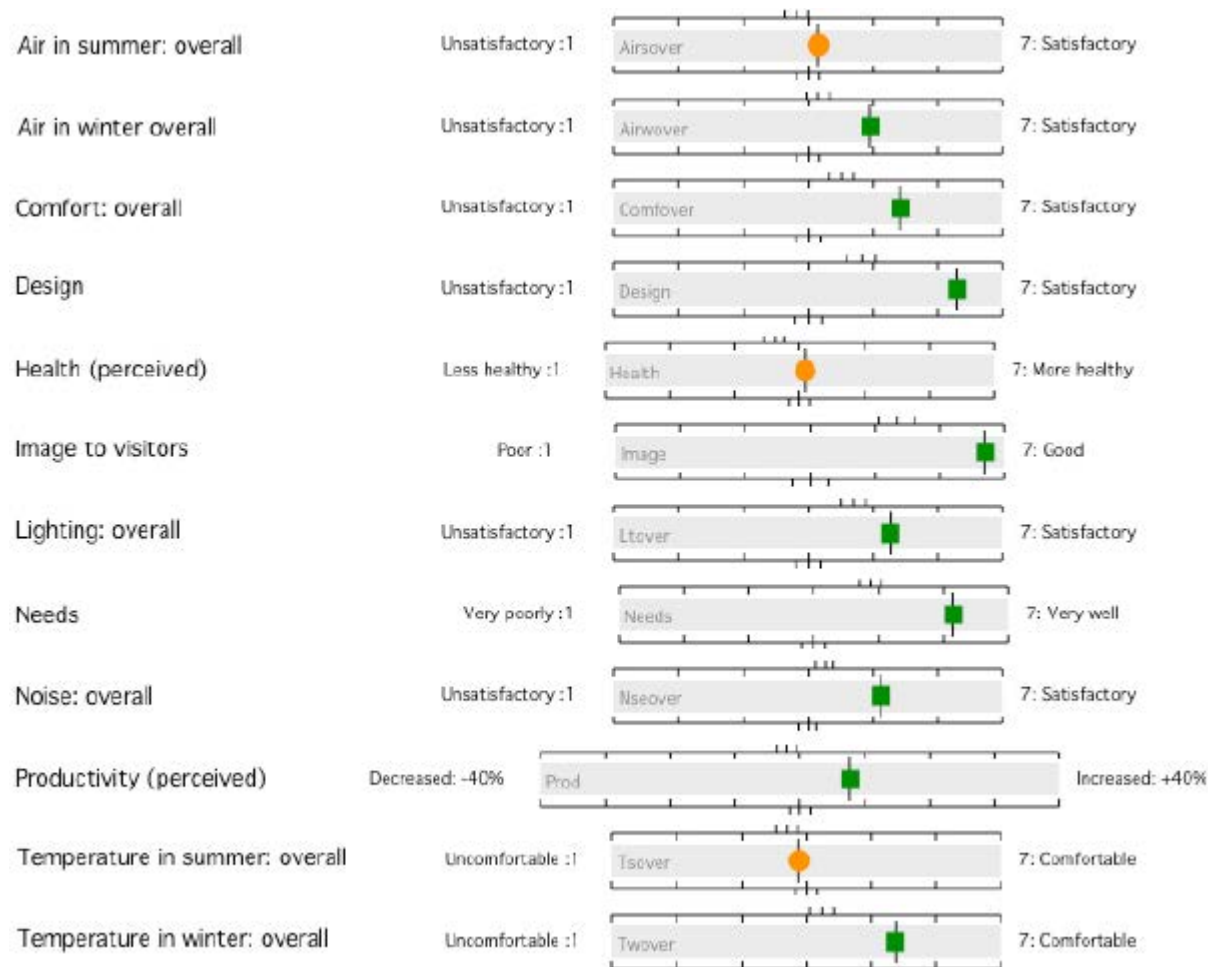 Air in summer: overall Unsatisfactory :1 Airsover 7: Satisfactory
Air in winter overall Unsatisfactory :1 Airwover 7: Satisfactory
Comfort: overall Unsatisfactory :1 Comfover 7: Satisfactory
Design Unsatisfactory :1 Design 7: Satisfactory
Health (perceived) Less healthy :1 Health 7: More healthy
Image to visitors Poor :1 Image 7: Good
Lighting: overall Unsatisfactory :1 Ltover 7: Satisfactory
Needs Very poorly :1 Needs 7: Very well
Noise: overall Unsatisfactory :1 Nseover 7: Satisfactory
Productivity (perceived) Decreased: -40% Prod Increased: +40%
Temperature in summer: overall Uncomfortable :1 Tsover 7: Comfortable
Temperature in winter: overall Uncomfortable :1 Twover 7: Comfortable